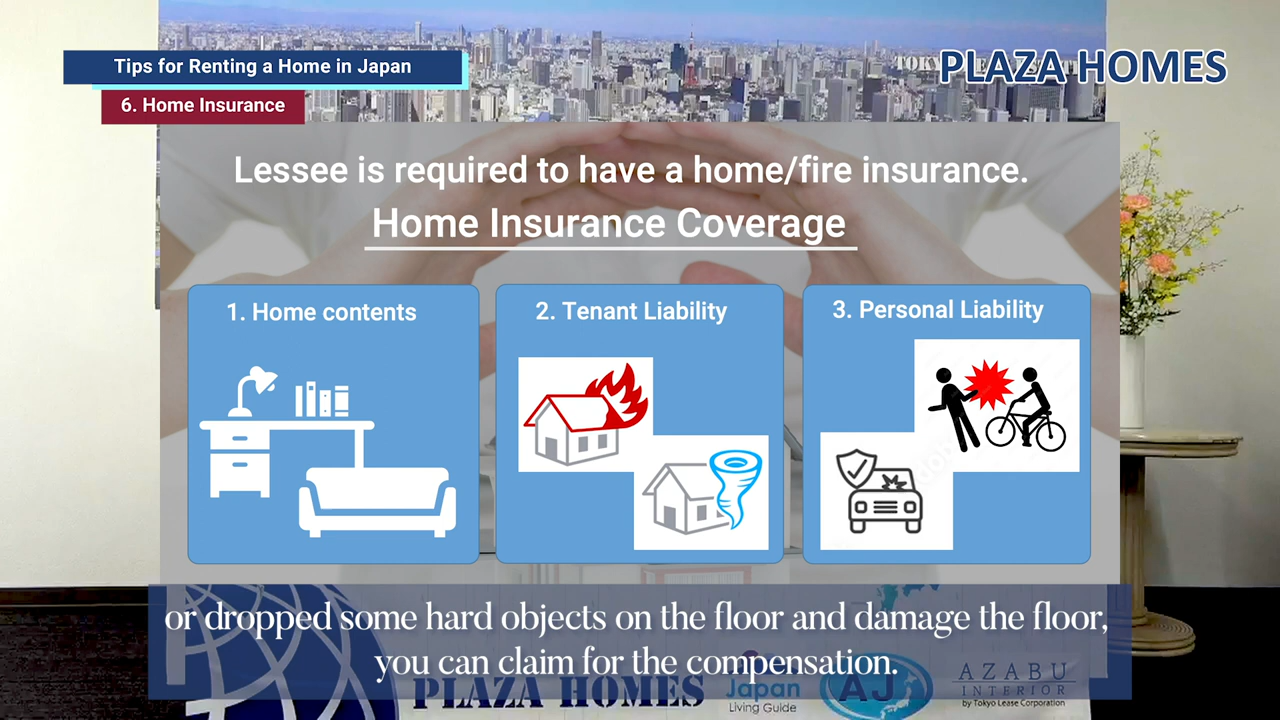 Tips for Renting a Home in Japan
PLAZA HOMES
6. Home Insurance
Lessee is required to have a home/fire insurance.
Home Insurance Coverage
1. Home contents
2. Tenant Liability
3. Personal Liability
or dropped some hard objects on the floor and damage the floor,
you can claim for the compensation.
PLAZA HOMES
Japan
Living Guide
AJ
AZABU
INTERIOR
by Tokyo Lease Corporation